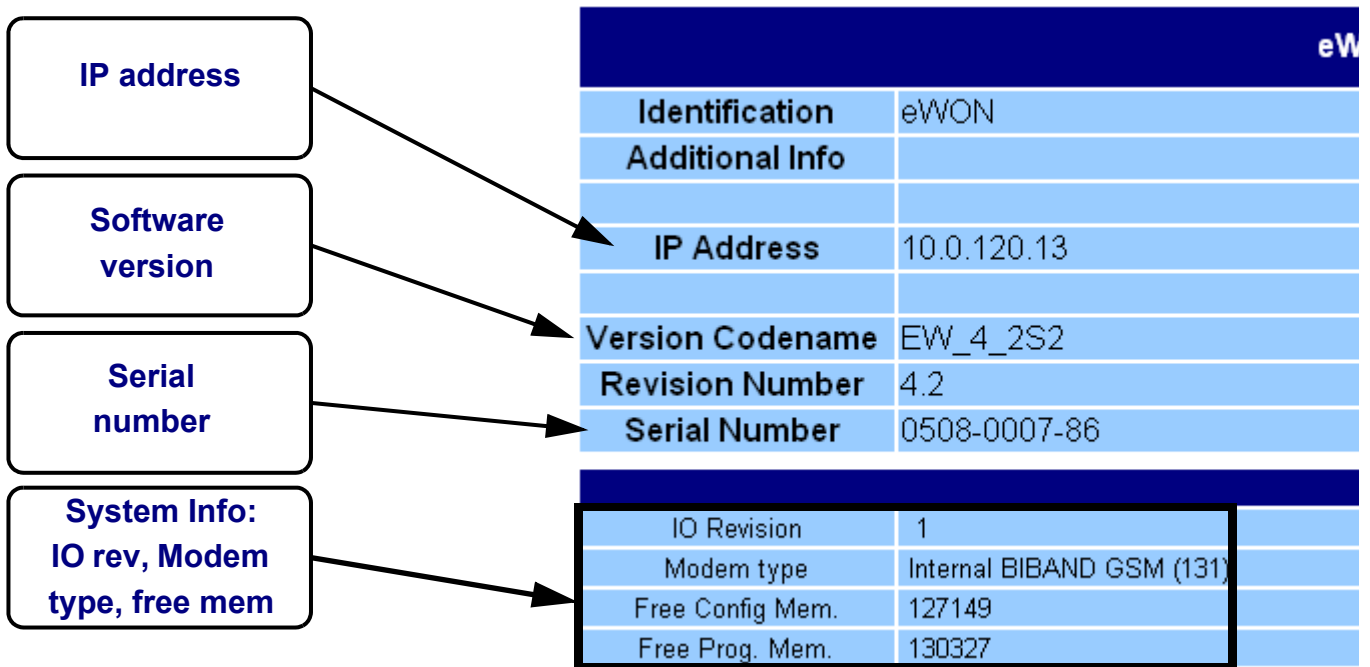 IP address
Software
version
Serial
number
System Info:
IO rev, Modem
type, free mem
eW
Identification eWON
Additional Info
IP Address 10.0.120.13
Version Codename EW_4_2S2
Revision Number 4.2
Serial Number 0508-0007-86
IO Revision 1
Modem type Internal BIBAND GSM (131)
Free Config Mem. 127149
Free Prog. Mem. 130327